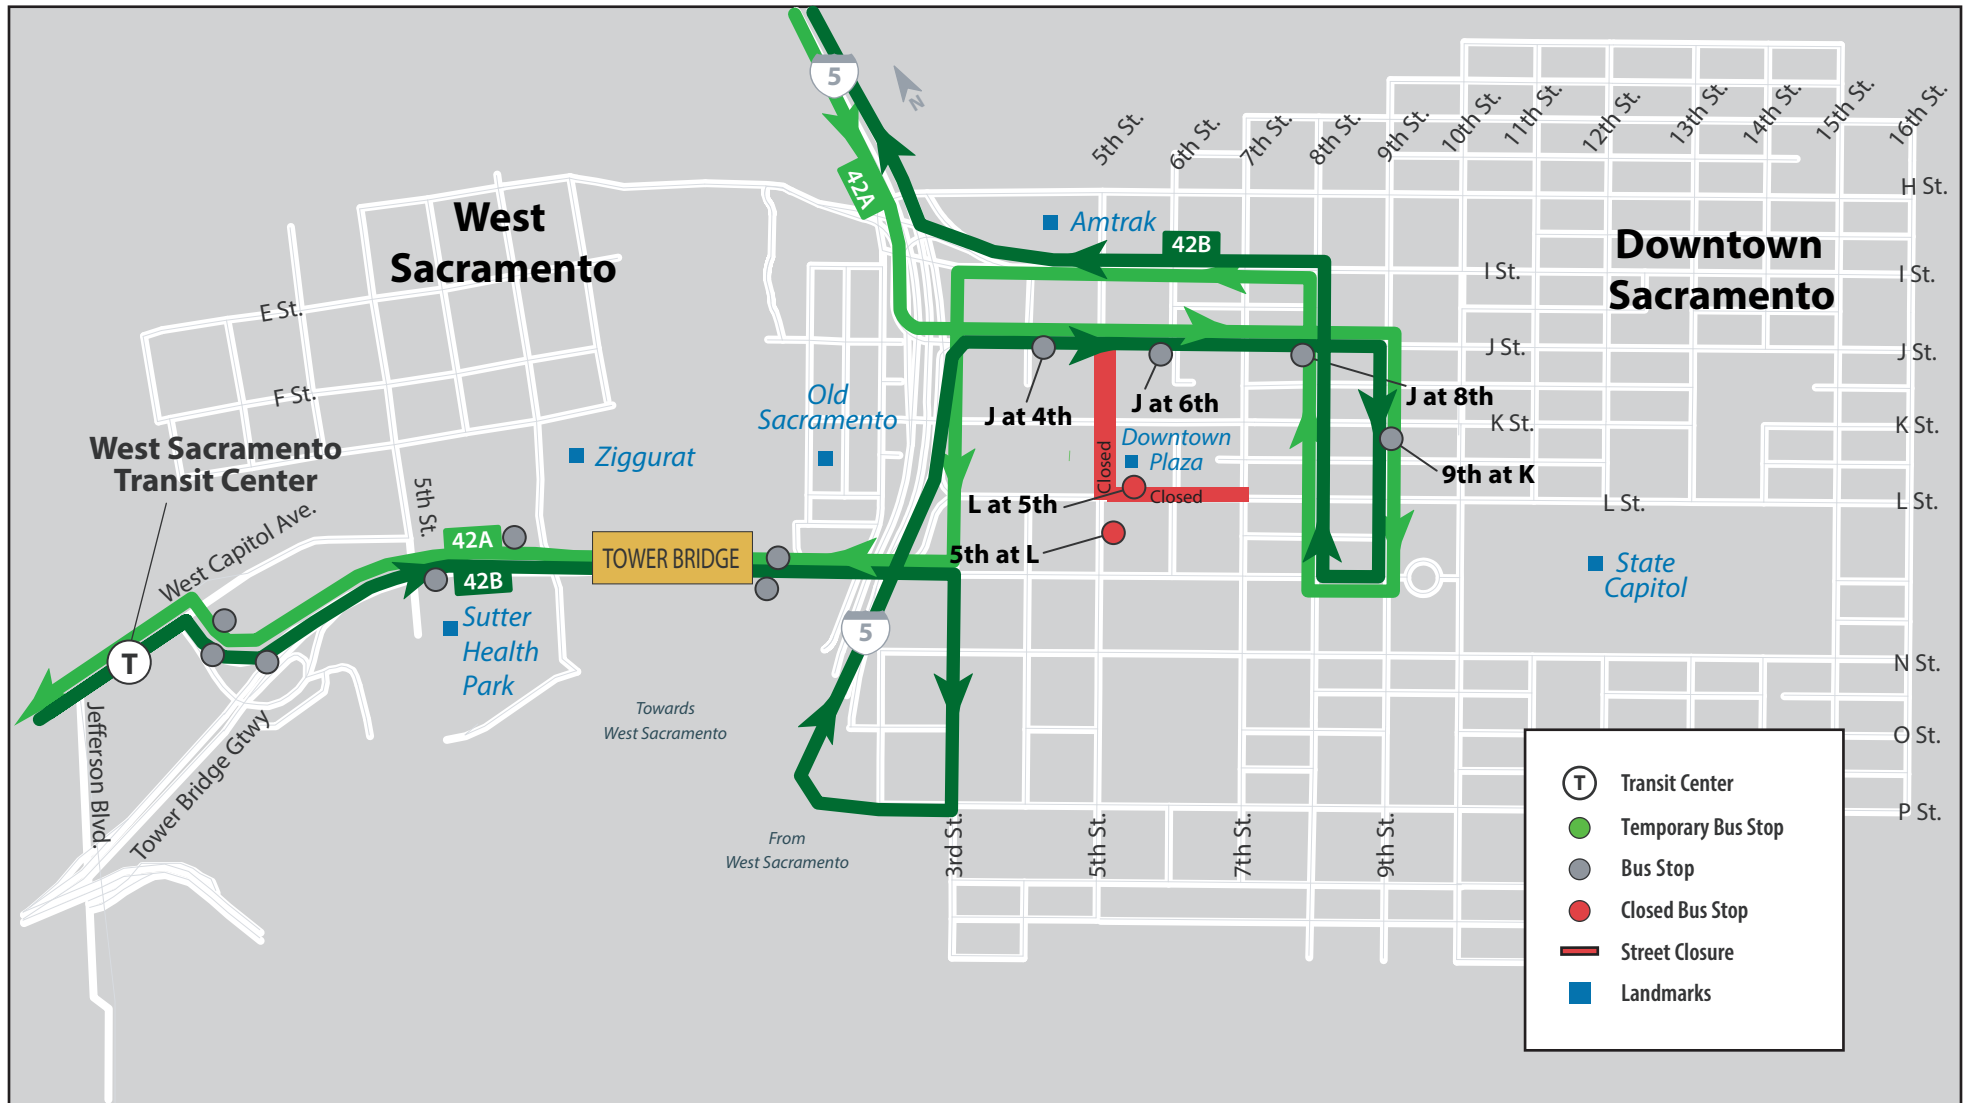 5
N
5th St.
6th St.
7th St.
8th St.
9th St.
10th St.
11th St.
12th St.
13th St.
14th St.
15th St.
16th St.
42A
West
Sacramento
Amtrak
42B
H St.
Downtown
Sacramento
I St.
I St.
E St.
F St.
J St.
J St.
Old
Sacramento
J at 4th
J at 6th
J at 8th
K St.
K St.
West Sacramento
Transit Center
Ziggurat
Downtown
Plaza
Closed
Closed
9th at K
L at 5th
L St.
L St.
5th St.
West Capitol Ave.
42A
TOWER BRIDGE
5th at L
42B
State
Capitol
Sutter
Health
Park
5
T
N St.
Towards
West Sacramento
Jefferson Blvd.
Tower Bridge Gtwy
O St.
From
West Sacramento
3rd St.
5th St.
7th St.
9th St.
P St.
T Transit Center
Temporary Bus Stop
Bus Stop
Closed Bus Stop
Street Closure
Landmarks